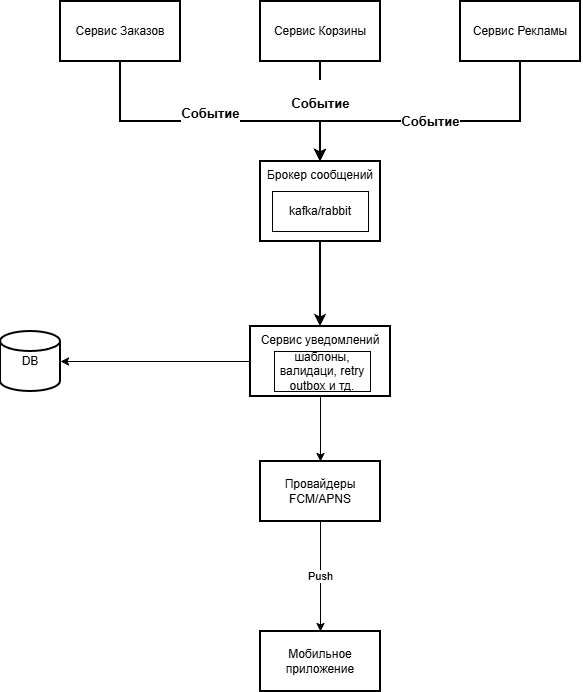 Сервис Заказов
Сервис Корзины
Сервис Рекламы
Событие
Событие
Событие
Брокер сообщений
kafka/rabbit
Сервис уведомлений
шаблоны,
валидаци, retry
outbox и тд.
DB
Провайдеры
FCM/APNS
Push
Мобильное
приложение